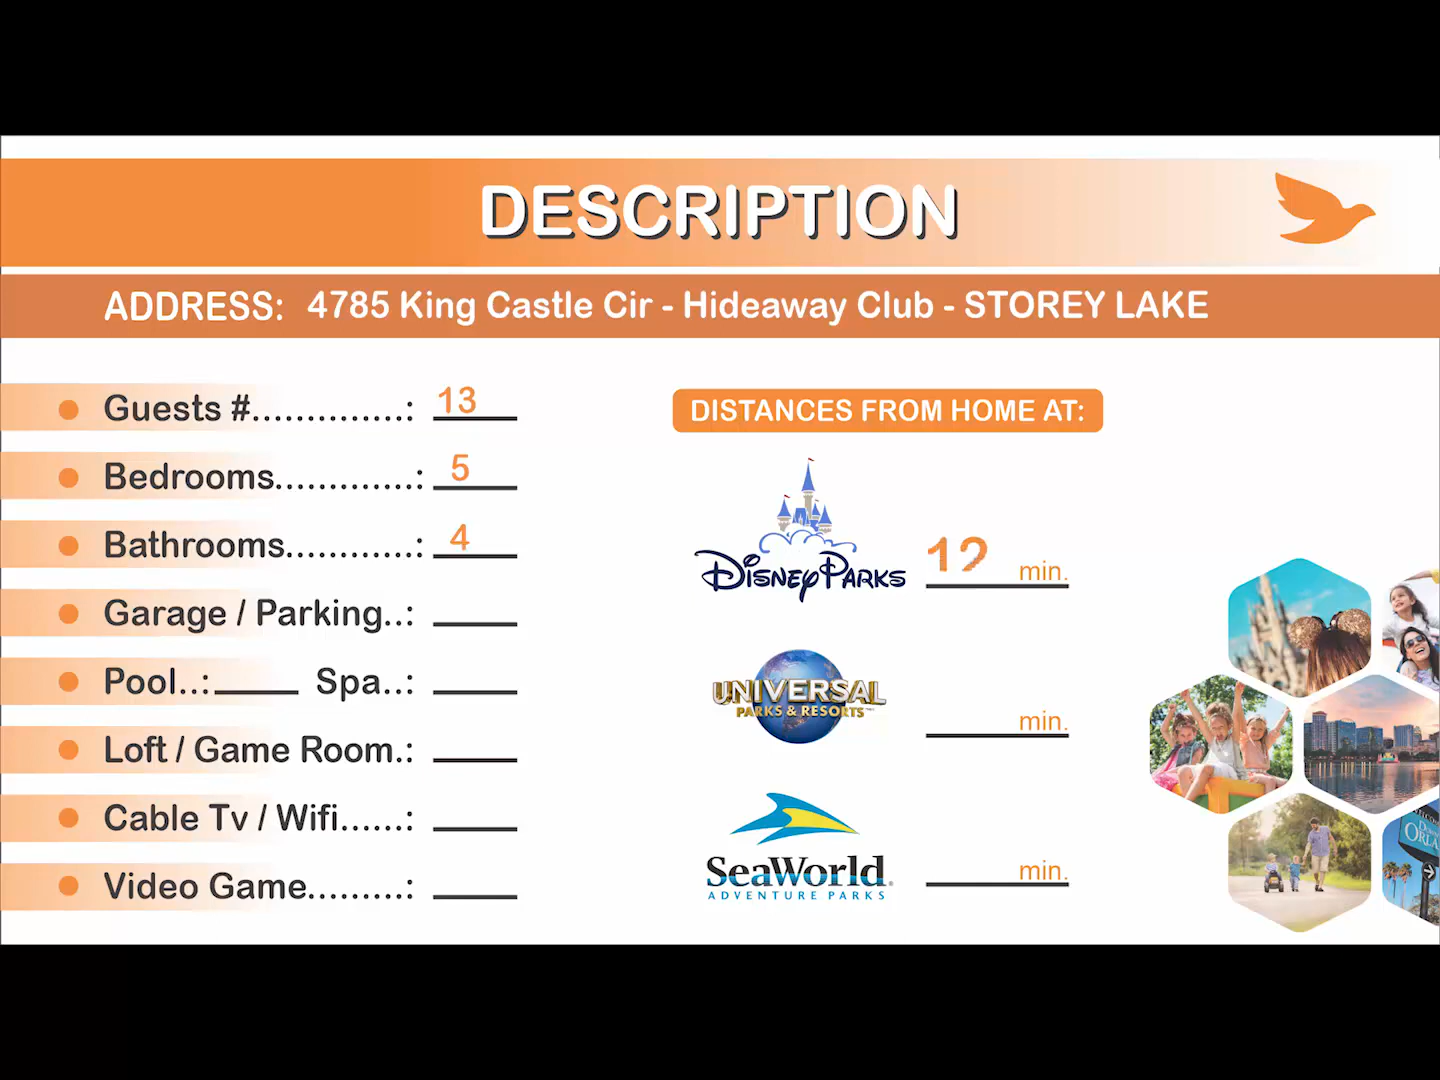 DESCRIPTION
ADDRESS: 4785 King Castle Cir - Hideaway Club - STOREY LAKE
Guests #..............: 13
Bedrooms.............: 5
Bathrooms............: 4
Garage / Parking..:
Pool..: Spa..:
Loft / Game Room.:
Cable Tv / Wifi......:
Video Game.........:
DISTANCES FROM HOME AT:
Disney Parks 12 min.
UNIVERSAL
PARKS & RESORTS
min.
SeaWorld
ADVENTURE PARKS
min.